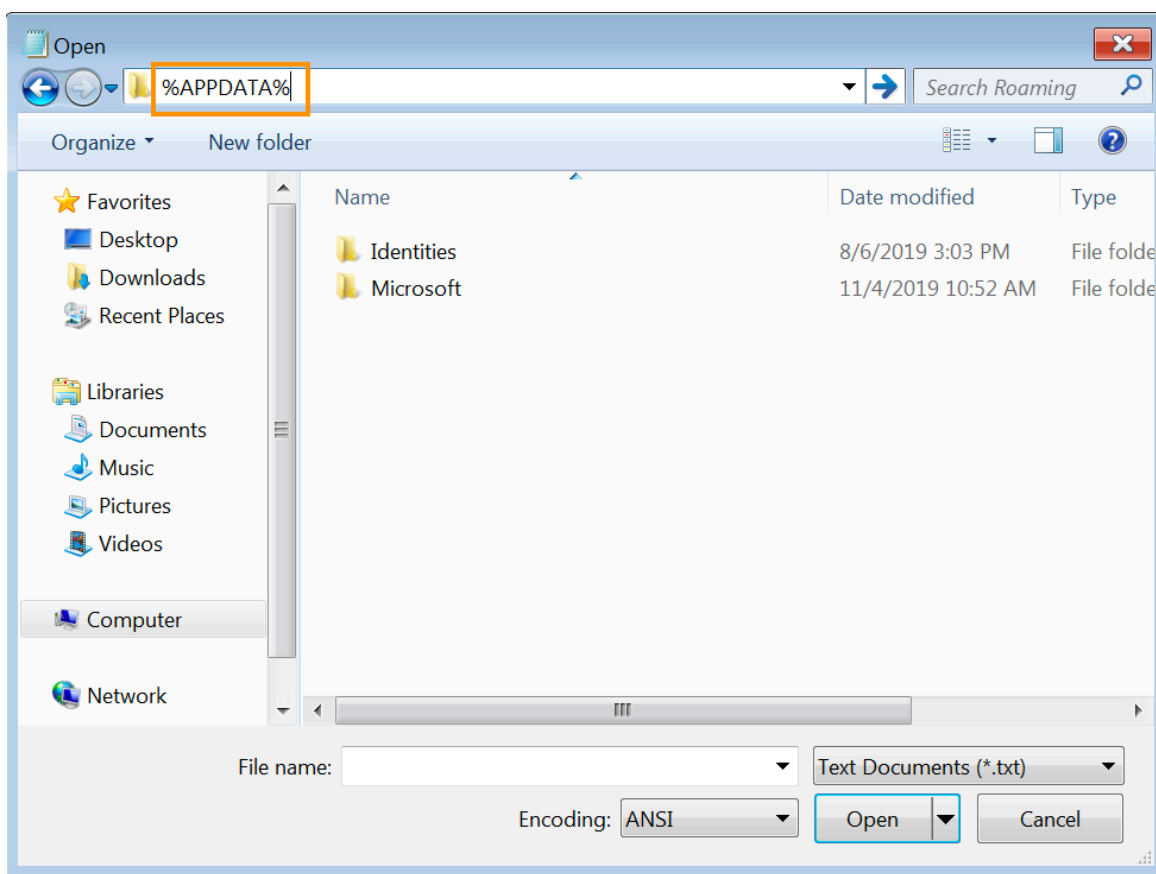 Open
%APPDATA%
Search Roaming
Organize
New folder
Favorites
Desktop
Downloads
Recent Places
Libraries
Documents
Music
Pictures
Videos
Computer
Network
Name
Date modified
Type
Identities
8/6/2019 3:03 PM
File folde
Microsoft
11/4/2019 10:52 AM
File folde
File name:
Text Documents (*.txt)
Encoding:
ANSI
Open
Cancel